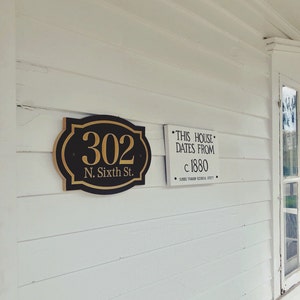 302
N. Sixth St.
THIS HOUSE
DATES FROM
c. 1880